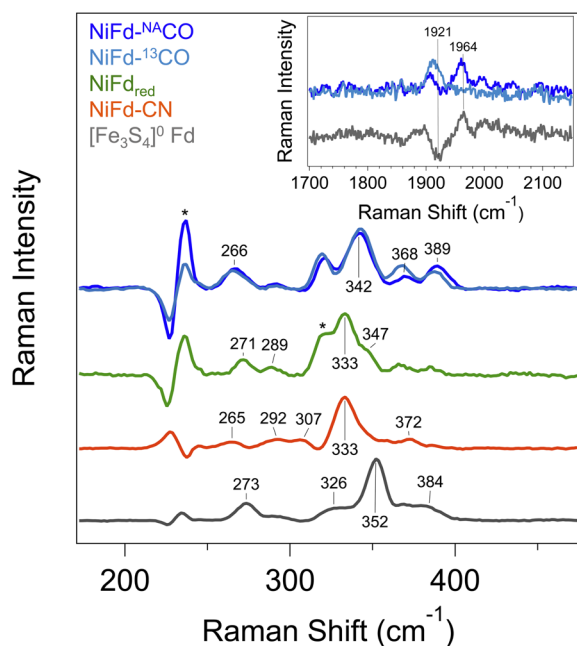 NiFd-ᴺᴬCO
NiFd-¹³CO
NiFd_red
NiFd-CN
[Fe₃S₄]⁰ Fd
Raman Intensity
1921 1964
1700 1800 1900 2000 2100
Raman Shift (cm⁻¹)
Raman Intensity
*
266 342 368 389
271 289 * 333 347
265 292 307 333 372
273 326 352 384
200 300 400
Raman Shift (cm⁻¹)